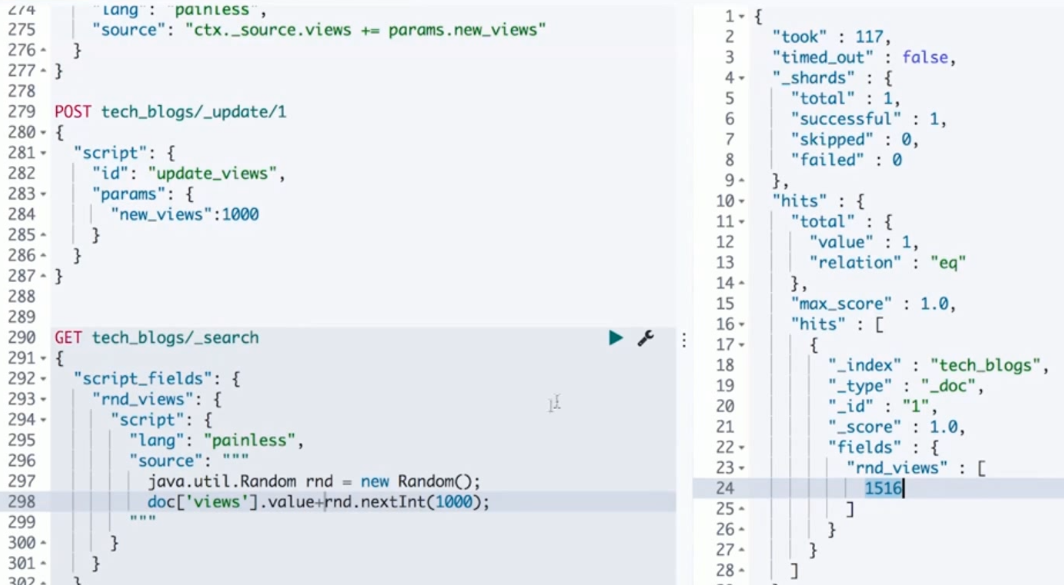 274 "lang": "painless",
275 "source": "ctx._source.views += params.new_views"
276 }
277 }
278
279 POST tech_blogs/_update/1
280 {
281 "script": {
282 "id": "update_views",
283 "params": {
284 "new_views":1000
285 }
286 }
287 }
288
289
290 GET tech_blogs/_search
291 {
292 "script_fields": {
293 "rnd_views": {
294 "script": {
295 "lang": "painless",
296 "source": """
297 java.util.Random rnd = new Random();
298 doc['views'].value+rnd.nextInt(1000);
299 """
300 }
301 }
302 }
1 {
2 "took" : 117,
3 "timed_out" : false,
4 "_shards" : {
5 "total" : 1,
6 "successful" : 1,
7 "skipped" : 0,
8 "failed" : 0
9 },
10 "hits" : {
11 "total" : {
12 "value" : 1,
13 "relation" : "eq"
14 },
15 "max_score" : 1.0,
16 "hits" : [
17 {
18 "_index" : "tech_blogs",
19 "_type" : "_doc",
20 "_id" : "1",
21 "_score" : 1.0,
22 "fields" : {
23 "rnd_views" : [
24 1516
25 ]
26 }
27 }
28 ]